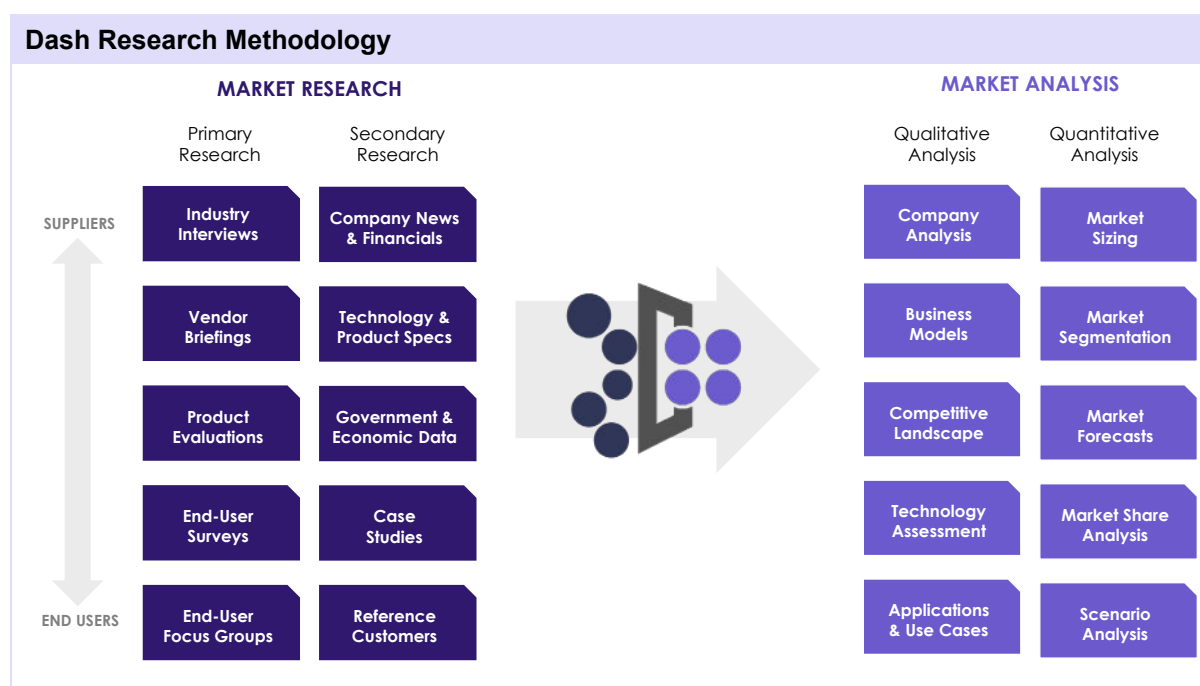 Dash Research Methodology
MARKET RESEARCH
MARKET ANALYSIS
Primary
Research
Secondary
Research
Qualitative
Analysis
Quantitative
Analysis
SUPPLIERS
Industry
Interviews
Company News
& Financials
Company
Analysis
Market
Sizing
Vendor
Briefings
Technology &
Product Specs
Business
Models
Market
Segmentation
Product
Evaluations
Government &
Economic Data
Competitive
Landscape
Market
Forecasts
End-User
Surveys
Case
Studies
Technology
Assessment
Market Share
Analysis
END USERS
End-User
Focus Groups
Reference
Customers
Applications
& Use Cases
Scenario
Analysis